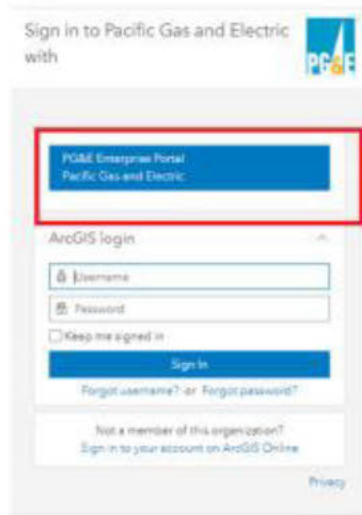 Sign in to Pacific Gas and Electric
with
PG&E
PG&E Enterprise Portal
Pacific Gas and Electric
ArcGIS login
Username
Password
Keep me signed in
Sign In
Forgot username? or Forgot password?
Not a member of this organization?
Sign in to your account on ArcGIS Online
Privacy